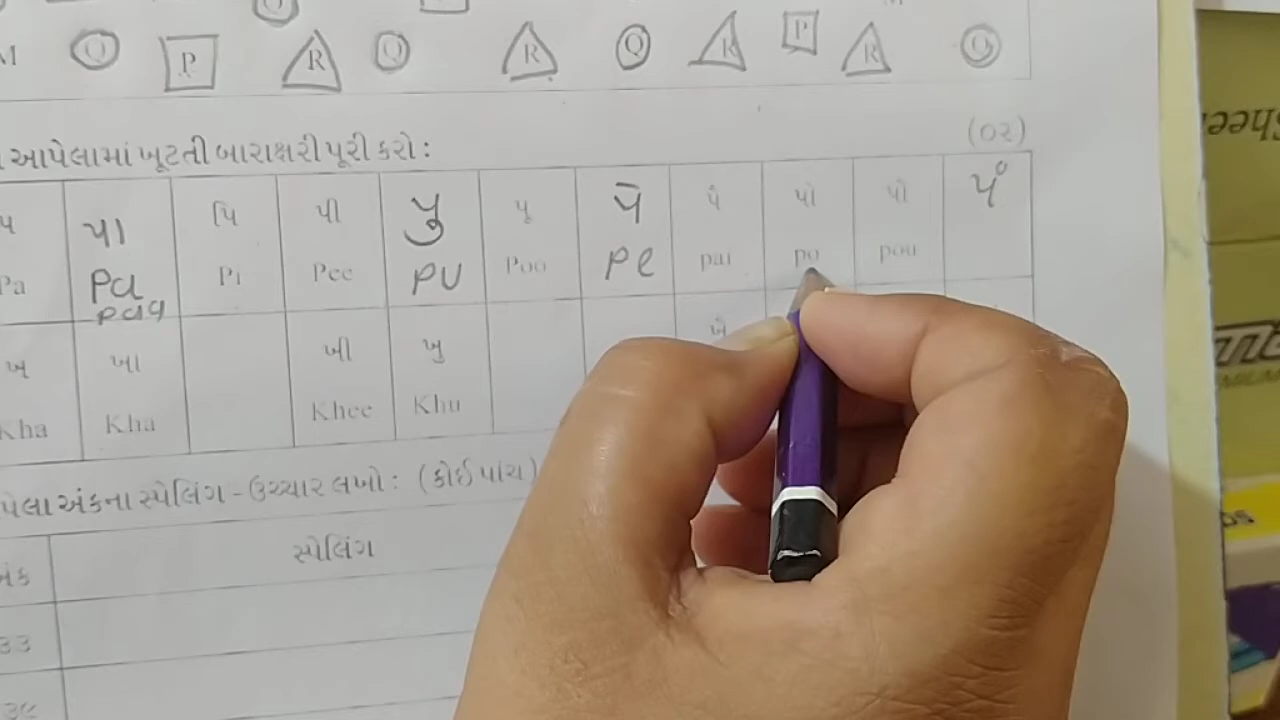 Q P R Q R Q R P R Q
આપેલામાં ખૂટતી બારાક્ષરી પૂરી કરો : (૦૨)
પ પા પિ પી પુ પૂ પે પૈ પો પૌ પં
Pa Pa Pi Pee PU Poo Pe pai po pou
paa
ખ ખા ખી ખુ ખૈ
Kha Kha Khee Khu
પેલા અંકના સ્પેલિંગ - ઉચ્ચાર લખો : (કોઈ પાંચ)
અંક સ્પેલિંગ
૩૩